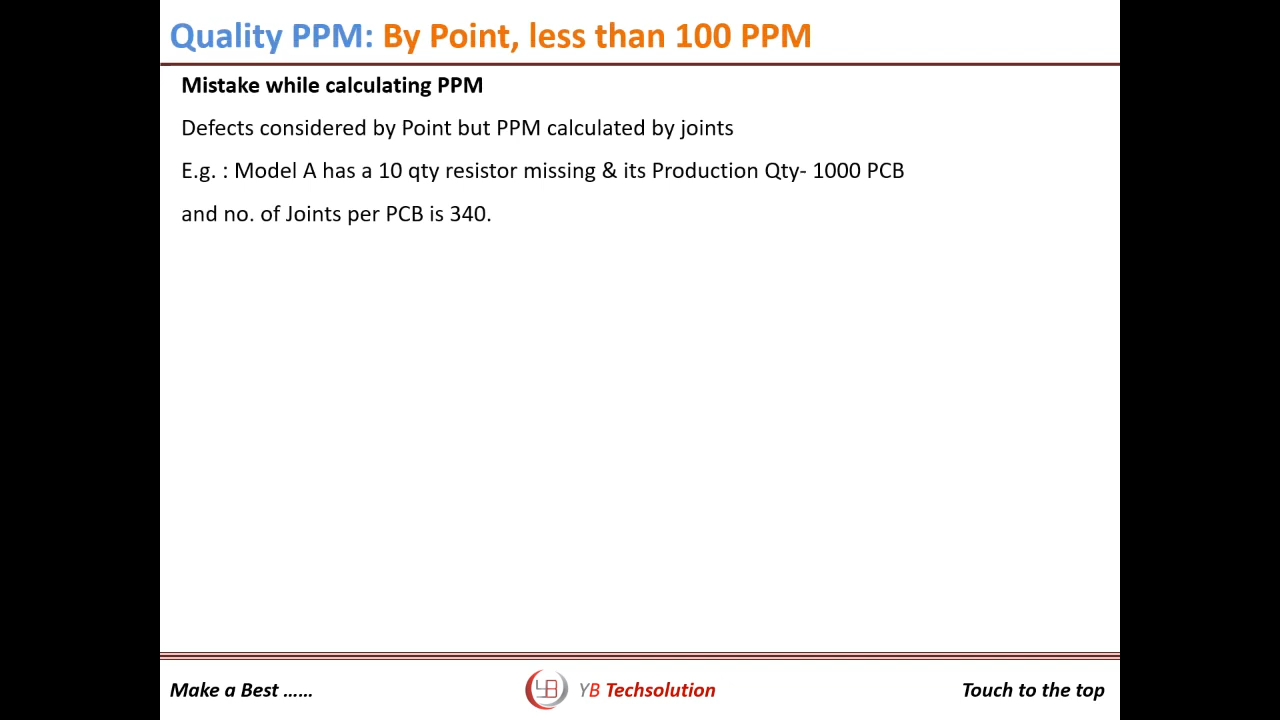 Quality PPM: By Point, less than 100 PPM
Mistake while calculating PPM
Defects considered by Point but PPM calculated by joints
E.g. : Model A has a 10 qty resistor missing & its Production Qty- 1000 PCB
and no. of Joints per PCB is 340.
Make a Best ......
YB
YB Techsolution
Touch to the top